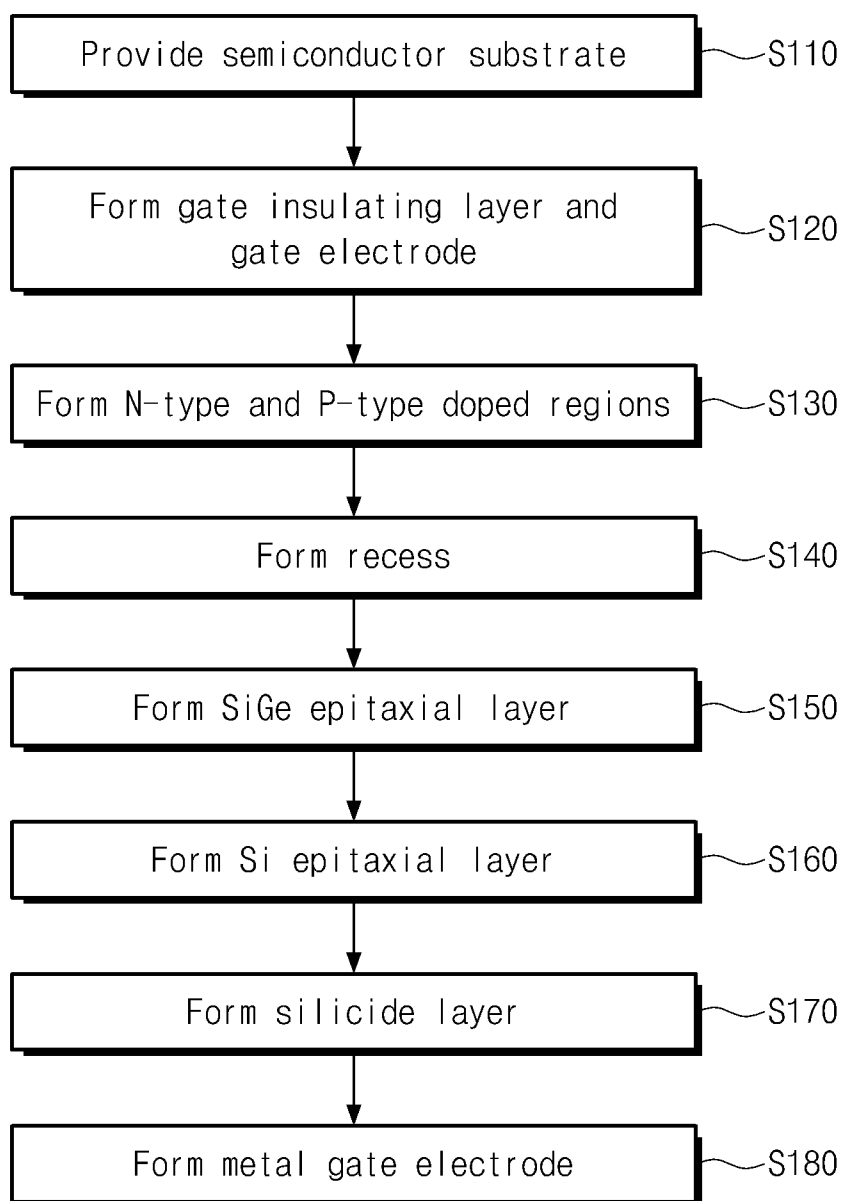 Provide semiconductor substrate
S110
Form gate insulating layer and
gate electrode
S120
Form N-type and P-type doped regions
S130
Form recess
S140
Form SiGe epitaxial layer
S150
Form Si epitaxial layer
S160
Form silicide layer
S170
Form metal gate electrode
S180